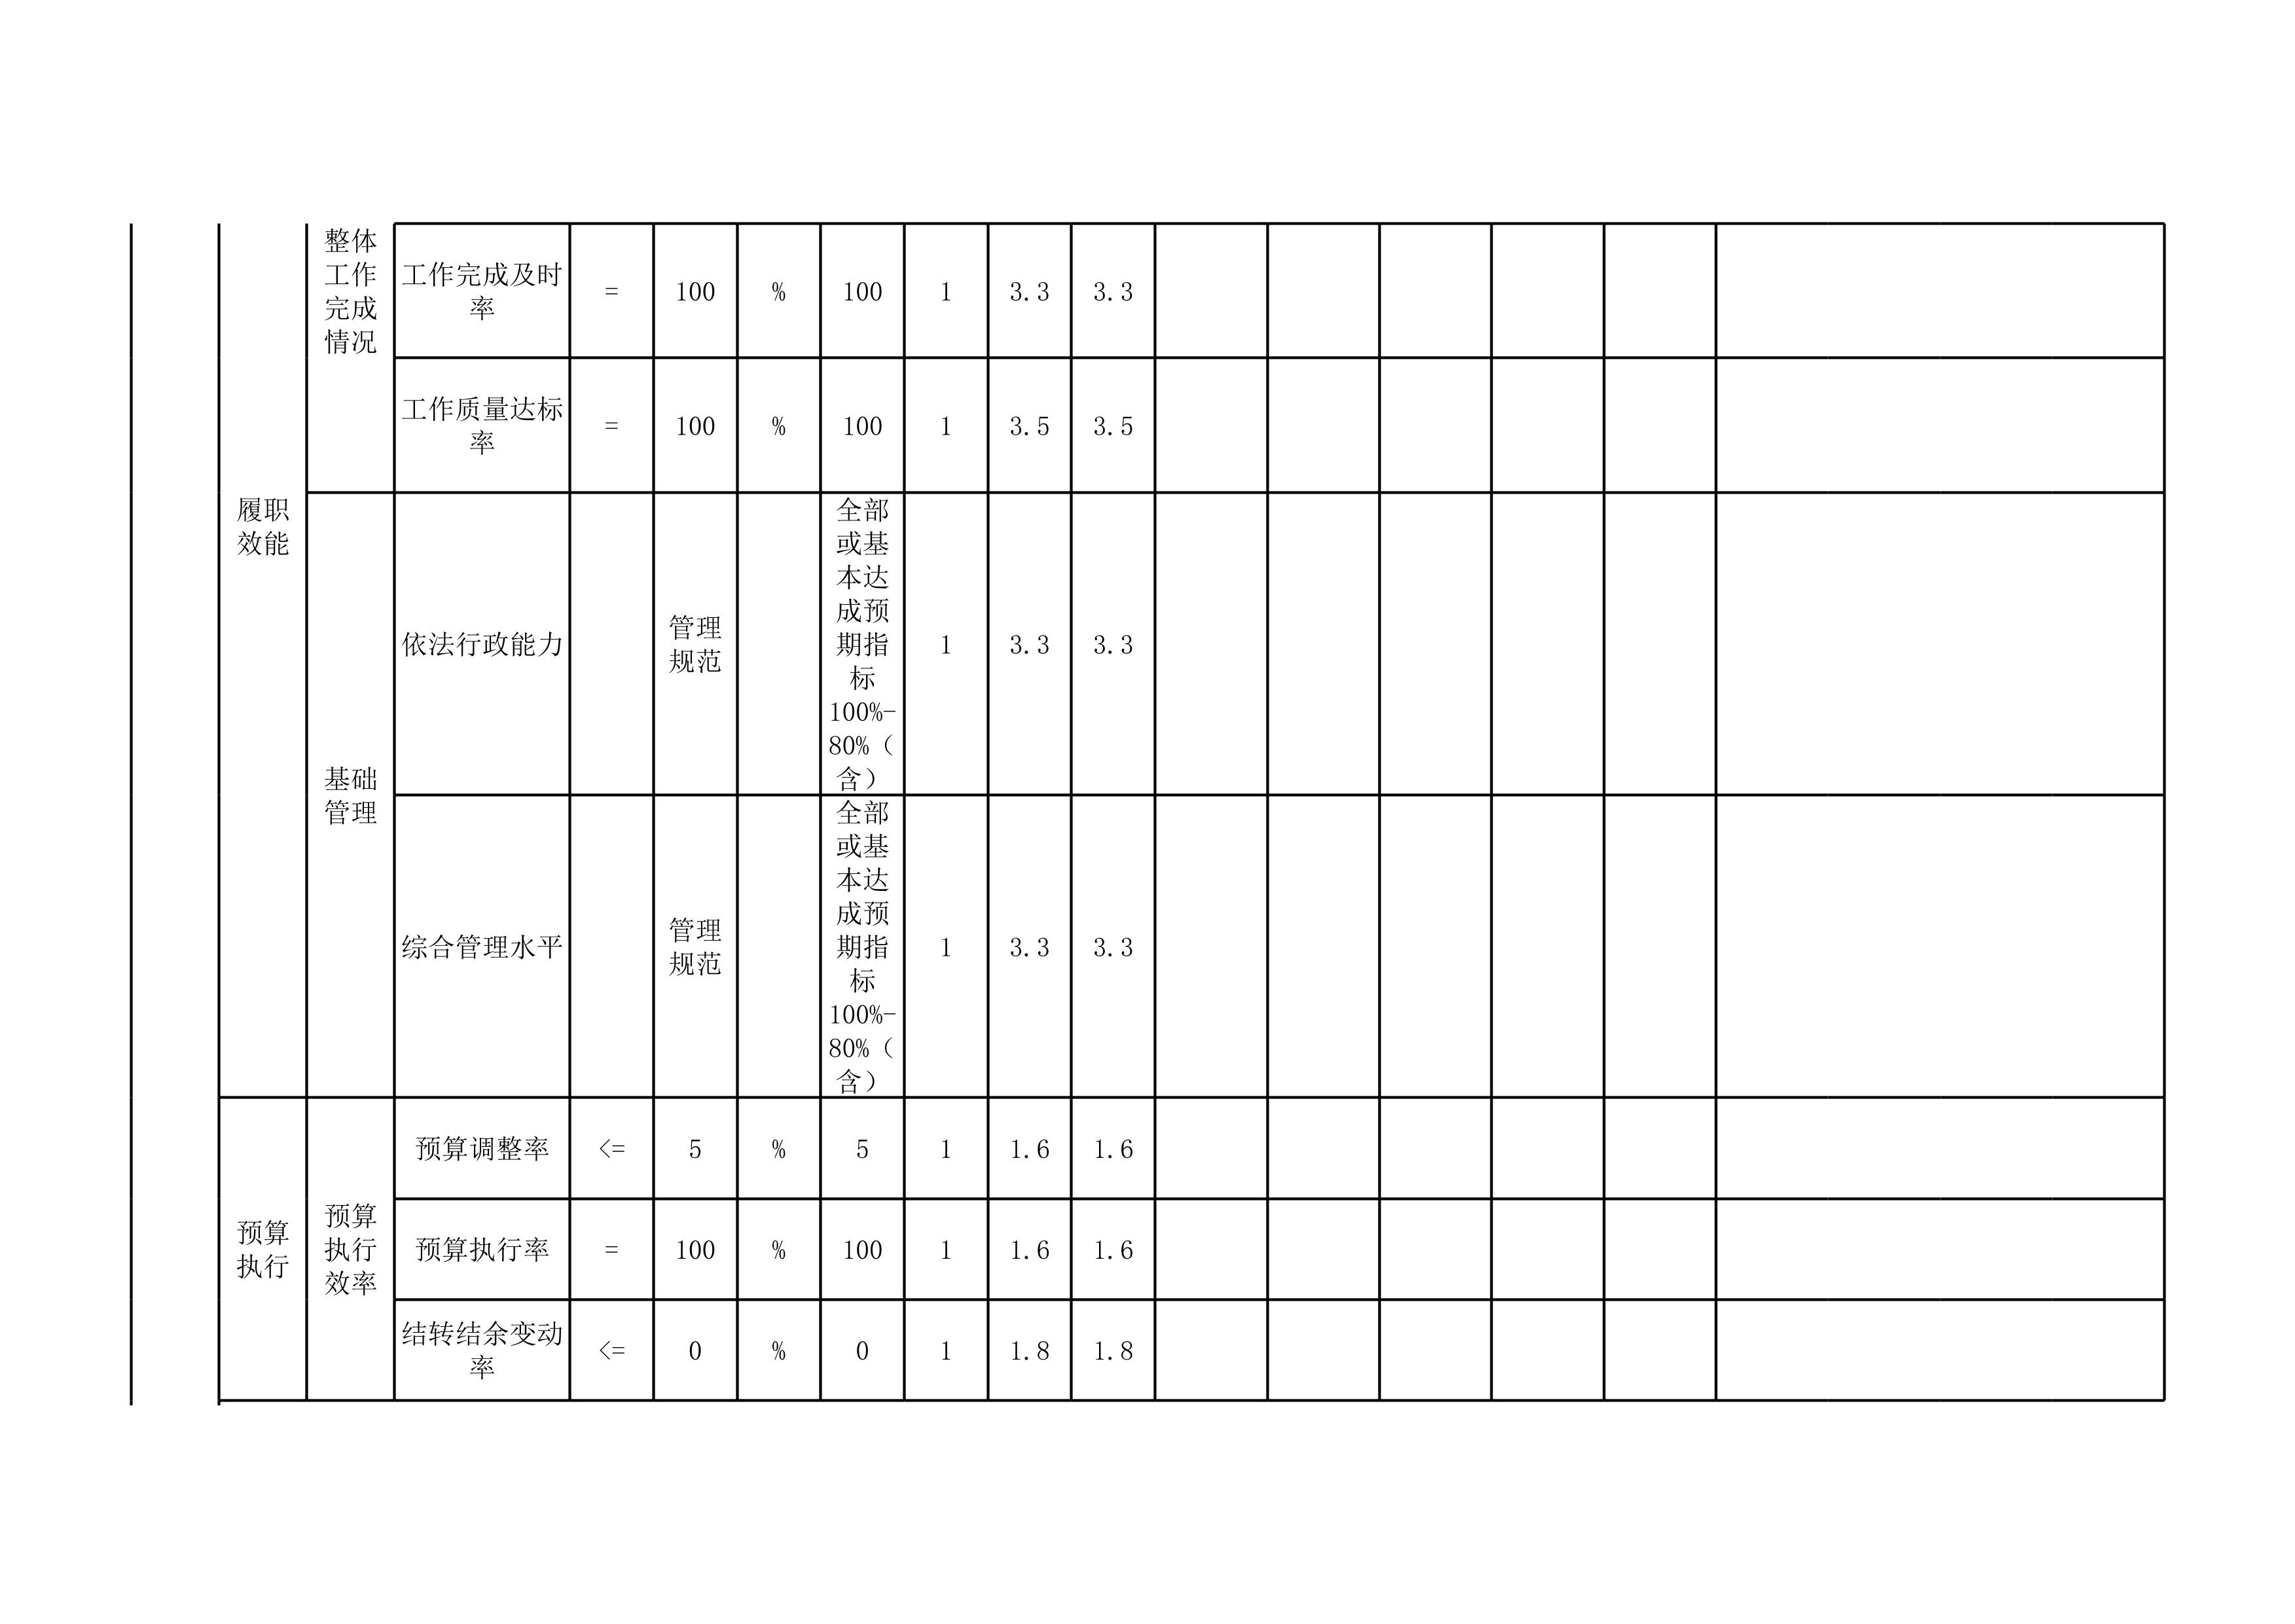 整体
工作
完成
情况
工作完成及时
率
=
100
%
100
1
3.3
3.3
工作质量达标
率
=
100
%
100
1
3.5
3.5
履职
效能
基础
管理
依法行政能力
管理
规范
全部
或基
本达
成预
期指
标
100%-
80%（
含）
1
3.3
3.3
综合管理水平
管理
规范
全部
或基
本达
成预
期指
标
100%-
80%（
含）
1
3.3
3.3
预算
执行
预算
执行
效率
预算调整率
<=
5
%
5
1
1.6
1.6
预算执行率
=
100
%
100
1
1.6
1.6
结转结余变动
率
<=
0
%
0
1
1.8
1.8